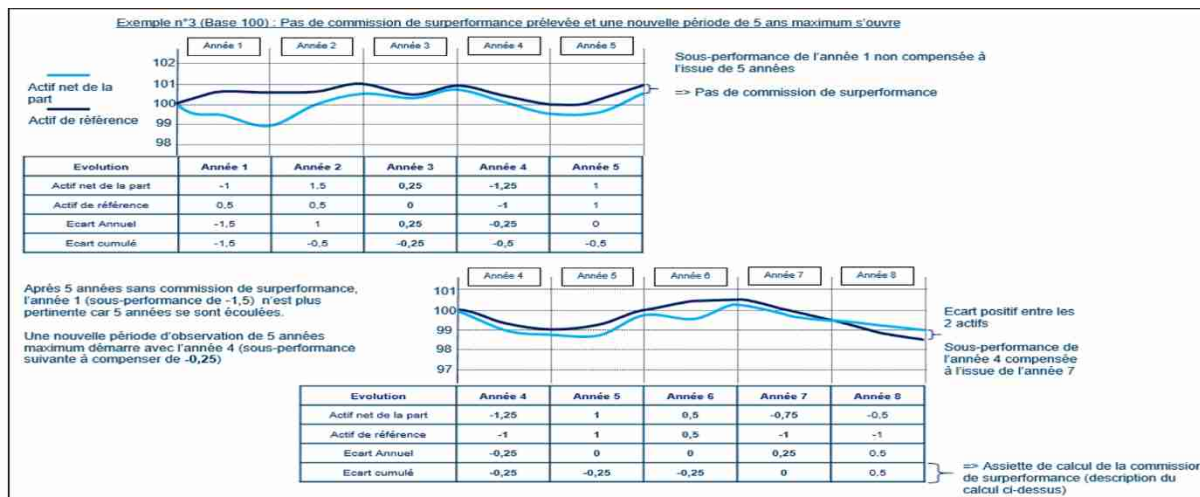 Exemple n°3 (Base 100) : Pas de commission de surperformance prélevée et une nouvelle période de 5 ans maximum s'ouvre
Année 1 Année 2 Année 3 Année 4 Année 5
102
101
100
99
98
Actif net de la
part
Actif de référence
Sous-performance de l'année 1 non compensée à
l'issue de 5 années
=> Pas de commission de surperformance
Evolution Année 1 Année 2 Année 3 Année 4 Année 5
Actif net de la part -1 1.5 0,25 -1,25 1
Actif de référence 0,5 0,5 0 -1 1
Ecart Annuel -1,5 1 0,25 -0,25 0
Ecart cumulé -1,5 -0,5 -0,25 -0,5 -0,5
Après 5 années sans commission de surperformance,
l'année 1 (sous-performance de -1,5) n'est plus
pertinente car 5 années se sont écoulées.
Une nouvelle période d'observation de 5 années
maximum démarre avec l'année 4 (sous-performance
suivante à compenser de -0,25)
Année 4 Année 5 Année 6 Année 7 Année 8
101
100
99
98
97
Ecart positif entre les
2 actifs
Sous-performance de
l'année 4 compensée
à l'issue de l'année 7
Evolution Année 4 Année 5 Année 6 Année 7 Année 8
Actif net de la part -1,25 1 0,5 -0,75 -0,5
Actif de référence -1 1 0,5 -1 -1
Ecart Annuel -0,25 0 0 0,25 0.5
Ecart cumulé -0,25 -0,25 -0,25 0 0.5
=> Assiette de calcul de la commission
de surperformance (description du
calcul ci-dessus)